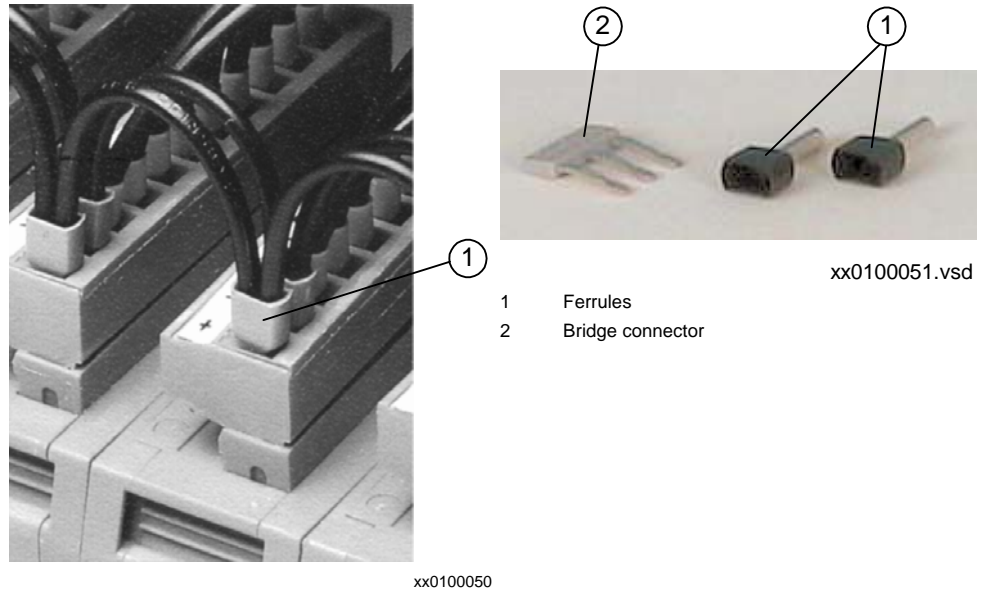 2
1
1
xx0100051.vsd
1 Ferrules
2 Bridge connector
+
-
xx0100050